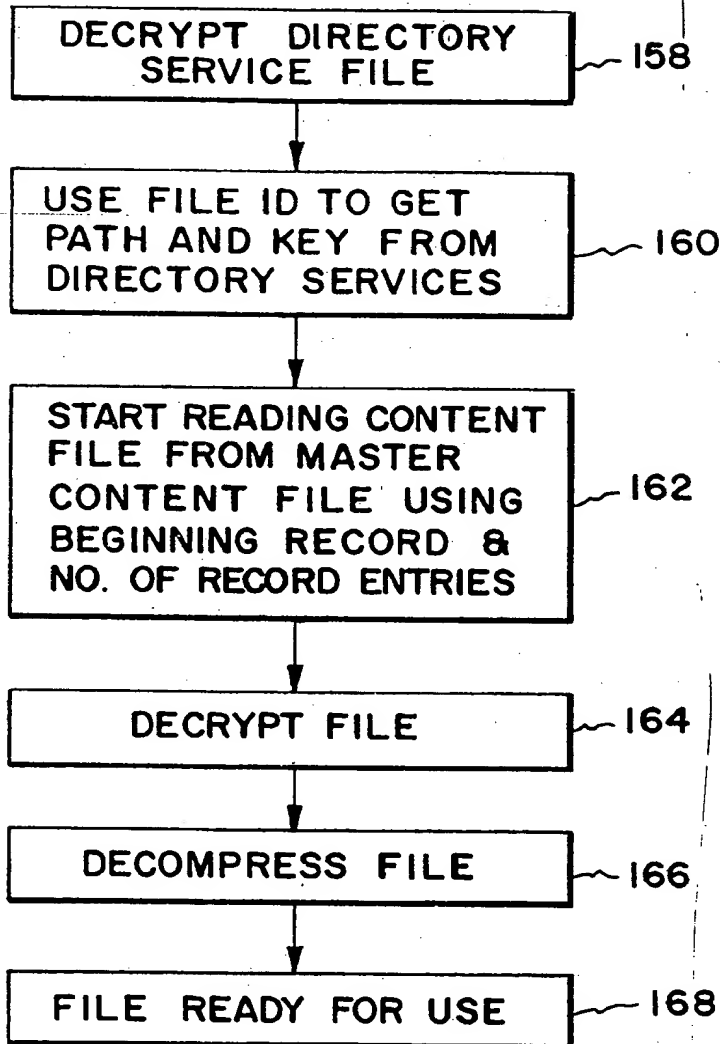 DECRYPT DIRECTORY
SERVICE FILE
158
USE FILE ID TO GET
PATH AND KEY FROM
DIRECTORY SERVICES
160
START READING CONTENT
FILE FROM MASTER
CONTENT FILE USING
BEGINNING RECORD &
NO. OF RECORD ENTRIES
162
DECRYPT FILE
164
DECOMPRESS FILE
166
FILE READY FOR USE
168